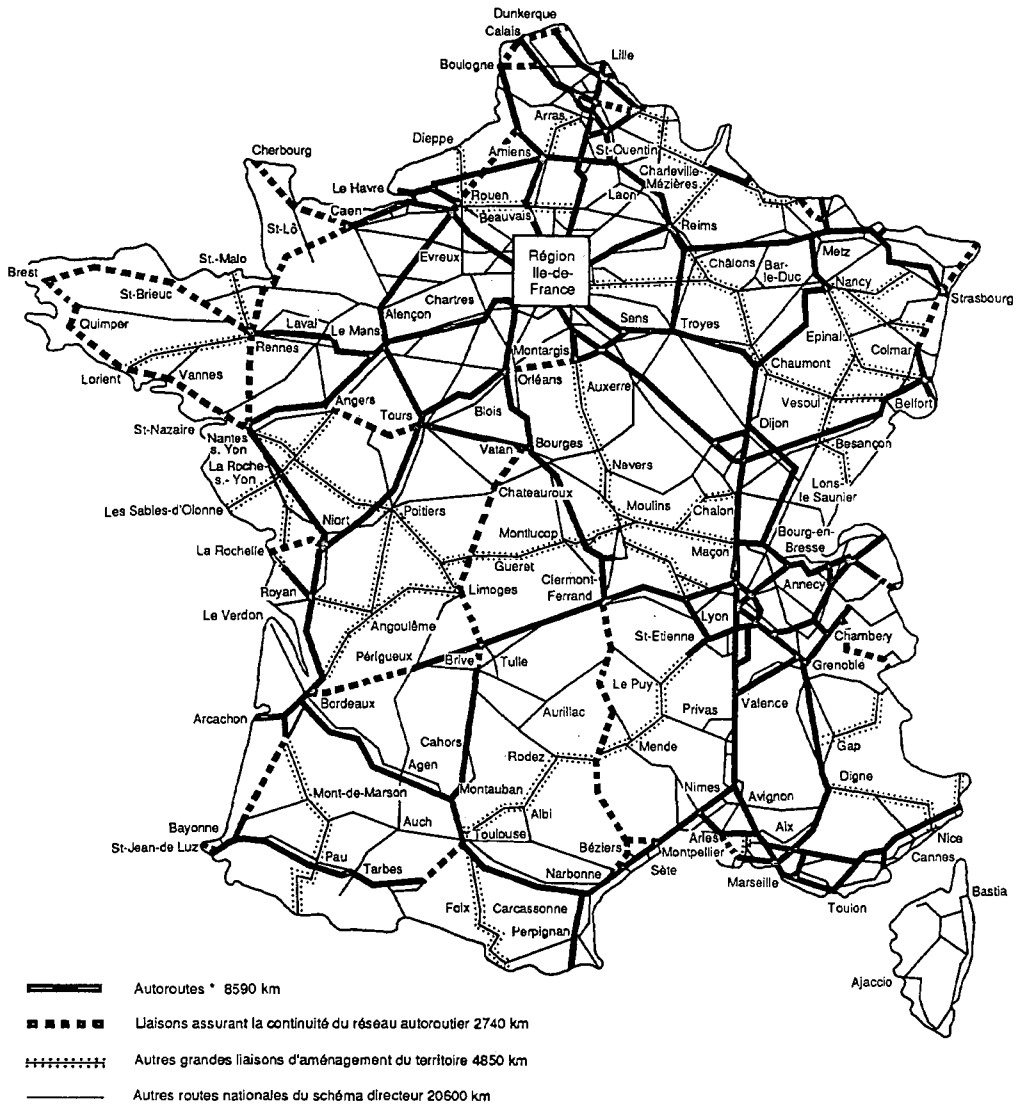 Dunkerque
Calais
Lille
Boulogne
Arras
Dieppe
Amiens
St-Quentin
Cherbourg
Charleville-
Mézières
Le Havre
Rouen
Laon
Caen
Beauvais
Reims
St-Lô
Metz
Région
Ile-de-
France
Evreux
Châlons
Bar-
le-Duc
St.-Malo
Nancy
Brest
St-Brieuc
Strasbourg
Chartres
Alençon
Quimper
Laval
Le Mans
Sens
Troyes
Epinal
Rennes
Montargis
Colmar
Chaumont
Lorient
Vannes
Orléans
Auxerre
Angers
Tours
Blois
Vesoul
Belfort
St-Nazaire
Nantes
s. Yon
Dijon
Bourges
Besançon
Vatan
La Roche-
s.- Yon
Nevers
Lons-
le Saunier
Chateauroux
Les Sables-d'Olonne
Poitiers
Moulins
Chalon
Niort
Montlucop
Bourg-en-
Bresse
La Rochelle
Gueret
Maçon
Annecy
Clermont-
Ferrand
Royan
Limoges
Lyon
Le Verdon
Angoulême
St-Etienne
Chambery
Périgueux
Brive
Tulle
Grenoble
Le Puy
Bordeaux
Aurillac
Privas
Valence
Arcachon
Cahors
Mende
Gap
Agen
Rodez
Digne
Montauban
Nimes
Avignon
Mont-de-Marson
Albi
Auch
Toulouse
Arles
Aix
Nice
Bayonne
St-Jean-de Luz
Béziers
Montpellier
Cannes
Pau
Tarbes
Narbonne
Sète
Marseille
Bastia
Foix
Carcassonne
Toulon
Perpignan
Ajaccio
Autoroutes * 8590 km
Liaisons assurant la continuité du réseau autoroutier 2740 km
Autres grandes liaisons d'aménagement du territoire 4850 km
Autres routes nationales du schéma directeur 20600 km